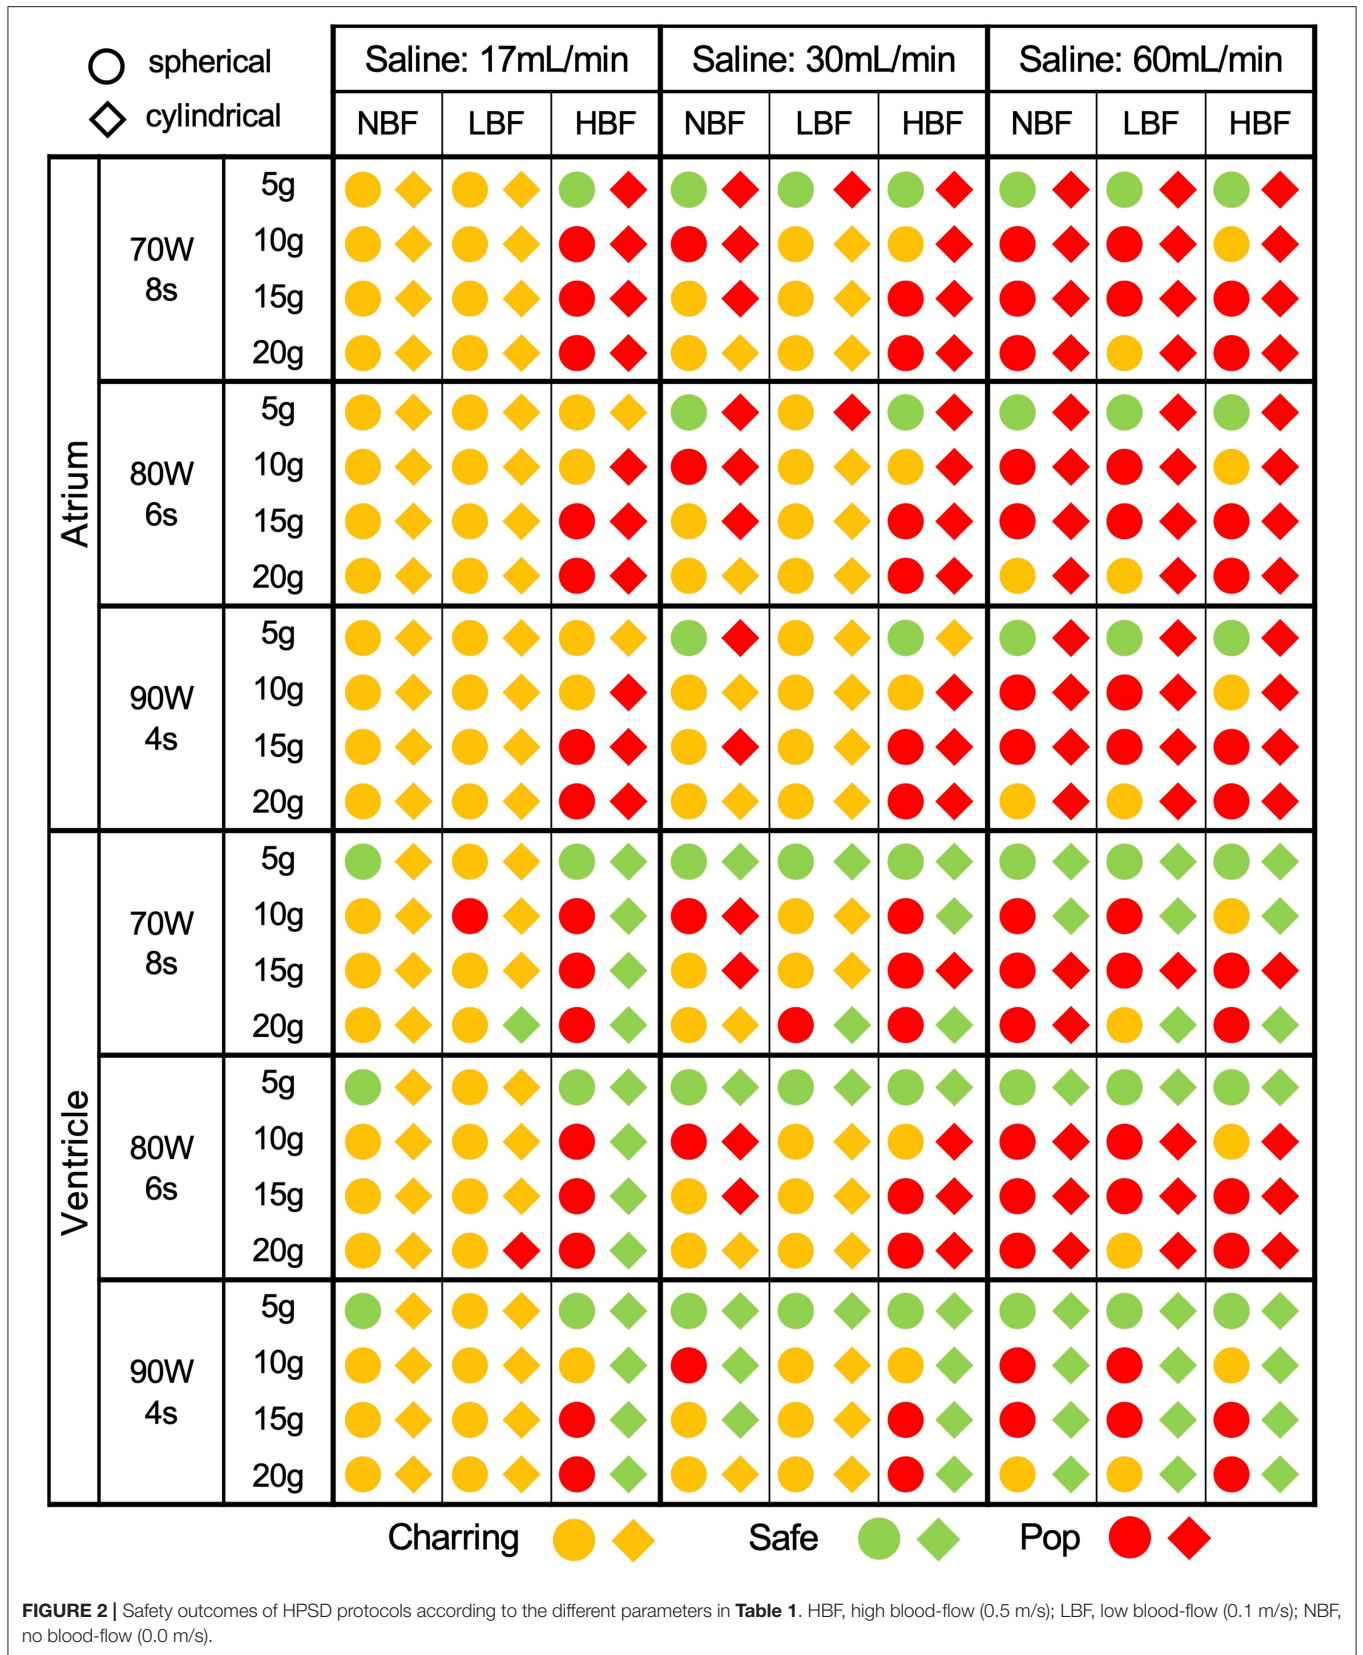 spherical
cylindrical
Saline: 17mL/min Saline: 30mL/min Saline: 60mL/min
NBF LBF HBF NBF LBF HBF NBF LBF HBF
Atrium
70W
8s
5g
10g
15g
20g
80W
6s
5g
10g
15g
20g
90W
4s
5g
10g
15g
20g
Ventricle
70W
8s
5g
10g
15g
20g
80W
6s
5g
10g
15g
20g
90W
4s
5g
10g
15g
20g
Charring Safe Pop
FIGURE 2 | Safety outcomes of HPSD protocols according to the different parameters in Table 1. HBF, high blood-flow (0.5 m/s); LBF, low blood-flow (0.1 m/s); NBF,
no blood-flow (0.0 m/s).